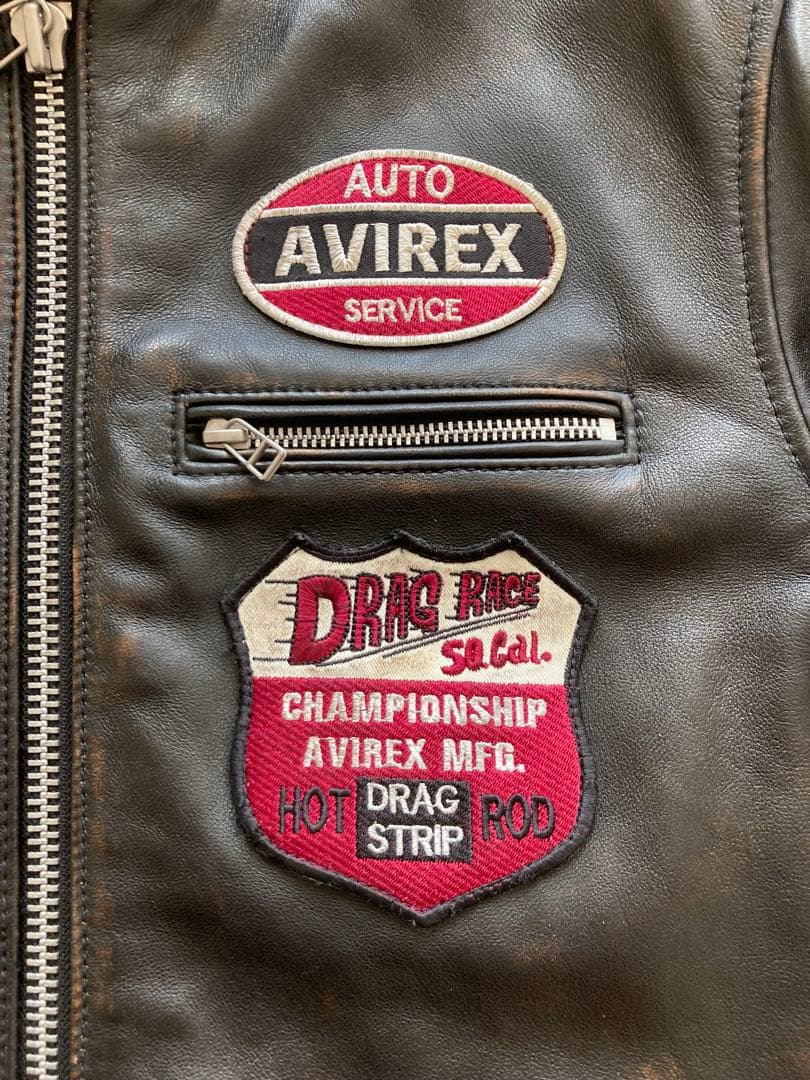 AUTO
AVIREX
SERVICE
DRAG RACE
So.Cal.
CHAMPIONSHIP
AVIREX MFG.
HOT DRAG STRIP ROD